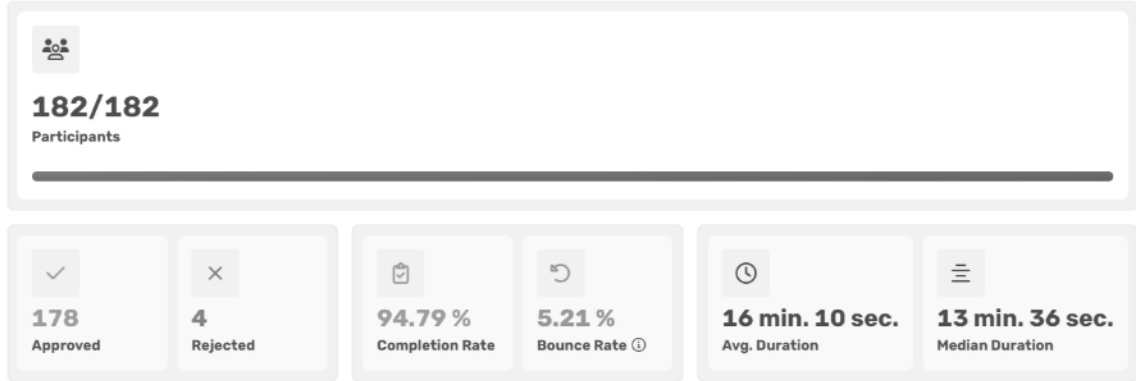 182/182
Participants
178
Approved
4
Rejected
94.79 %
Completion Rate
5.21 %
Bounce Rate
16 min. 10 sec.
Avg. Duration
13 min. 36 sec.
Median Duration